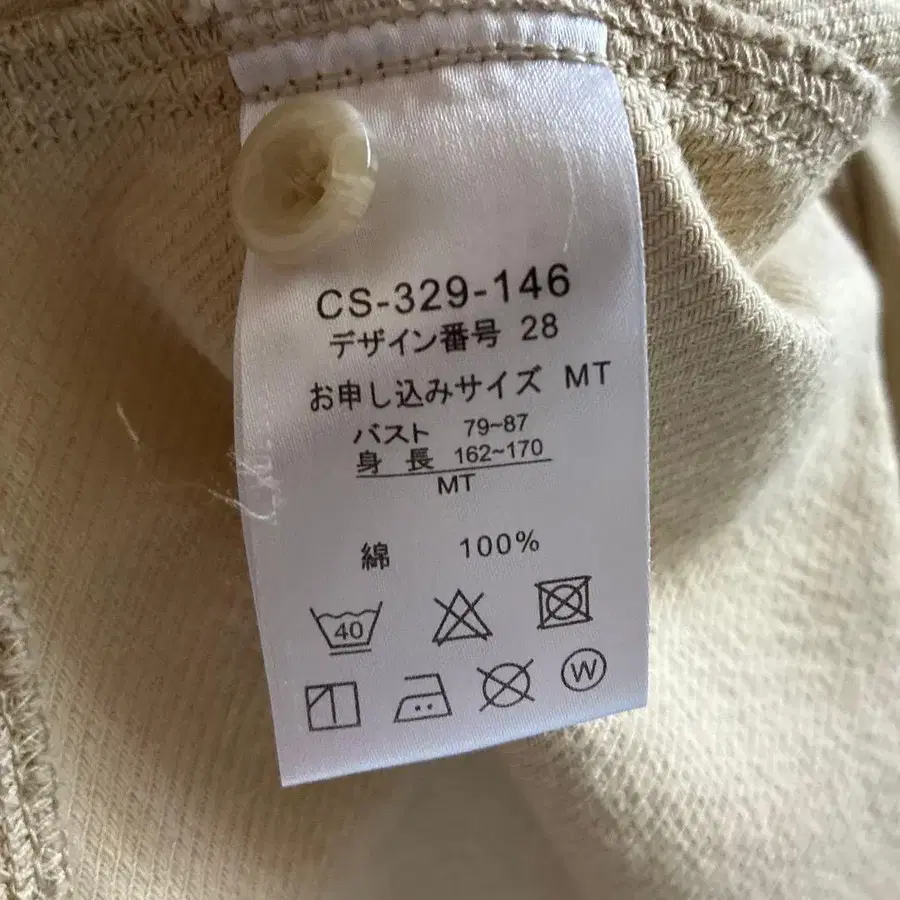 CS-329-146
デザイン番号 28
お申し込みサイズ MT
バスト 79~87
身 長 162~170
MT
綿 100%
40
W